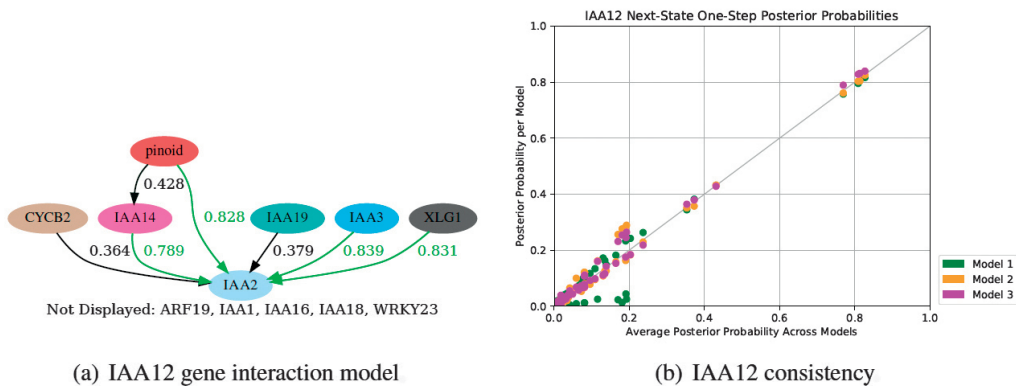 pinoid
0.428
CYCB2
IAA14
0.828
IAA19
IAA3
XLG1
0.364
0.789
0.379
0.839
0.831
IAA2
Not Displayed: ARF19, IAA1, IAA16, IAA18, WRKY23
(a) IAA12 gene interaction model
IAA12 Next-State One-Step Posterior Probabilities
Posterior Probability per Model
1.0
0.8
0.6
0.4
0.2
0.0
0.0 0.2 0.4 0.6 0.8 1.0
Average Posterior Probability Across Models
Model 1
Model 2
Model 3
(b) IAA12 consistency